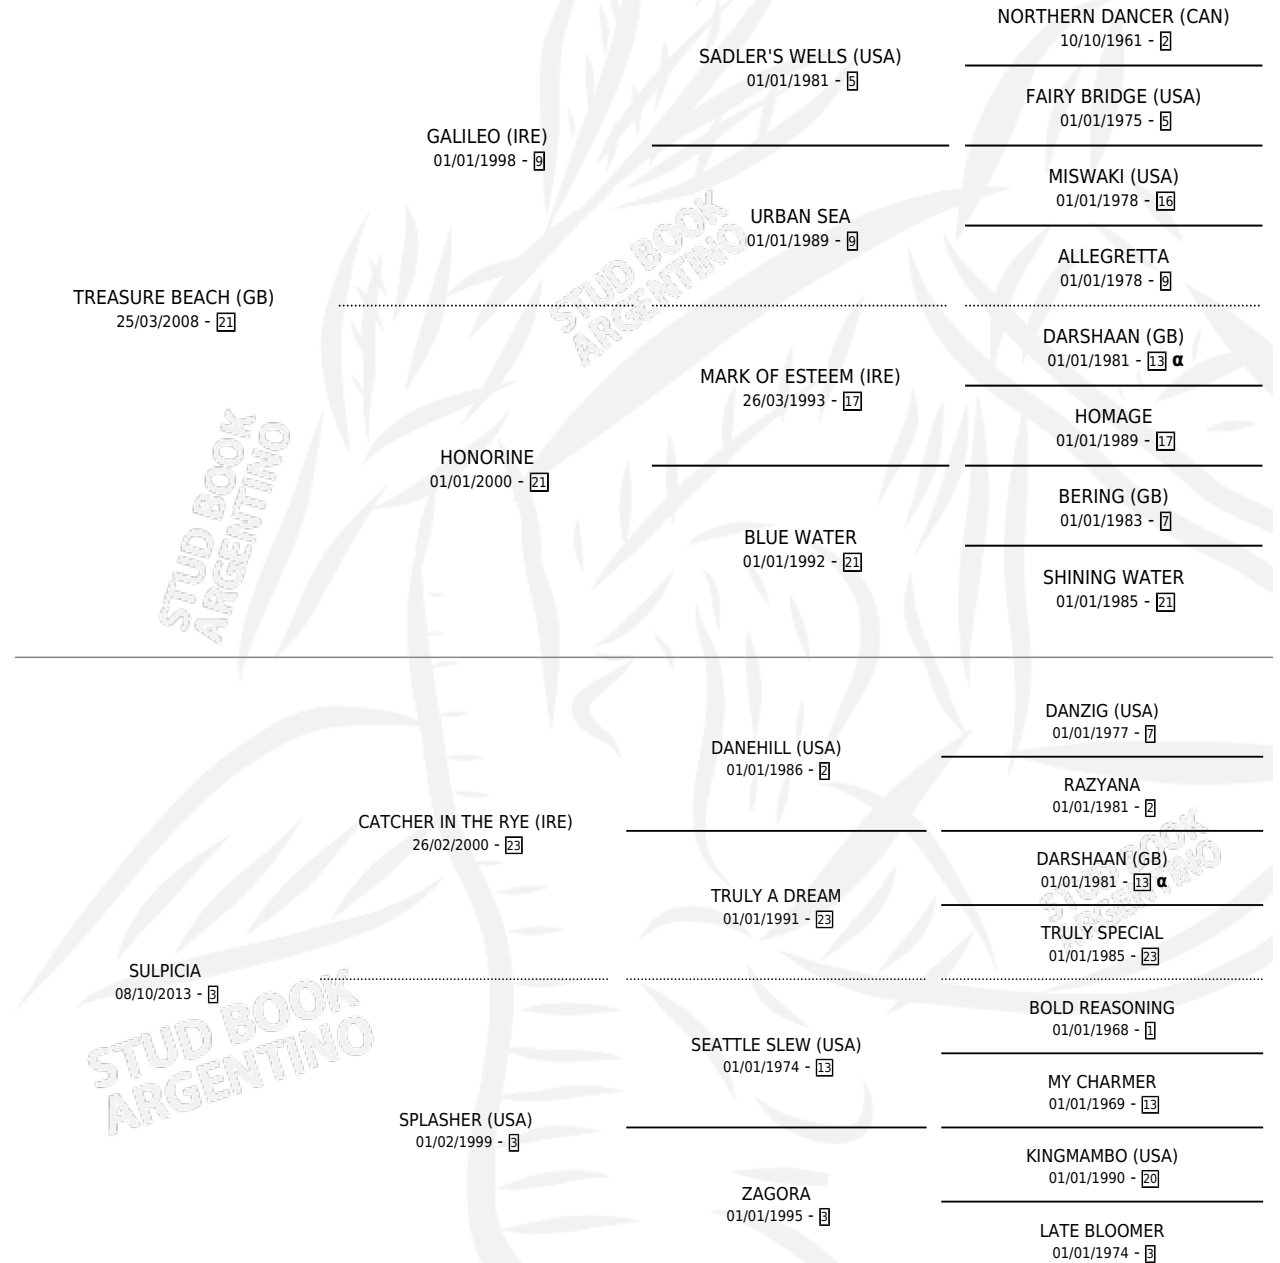 NORTHERN DANCER (CAN)
10/10/1961 - 2
SADLER'S WELLS (USA)
01/01/1981 - 5
FAIRY BRIDGE (USA)
01/01/1975 - 5
GALILEO (IRE)
01/01/1998 - 9
MISWAKI (USA)
01/01/1978 - 16
URBAN SEA
01/01/1989 - 9
ALLEGRETTA
01/01/1978 - 9
TREASURE BEACH (GB)
25/03/2008 - 21
DARSHAAN (GB)
01/01/1981 - 13 α
MARK OF ESTEEM (IRE)
26/03/1993 - 17
HOMAGE
01/01/1989 - 17
HONORINE
01/01/2000 - 21
BERING (GB)
01/01/1983 - 7
BLUE WATER
01/01/1992 - 21
SHINING WATER
01/01/1985 - 21
DANZIG (USA)
01/01/1977 - 7
DANEHILL (USA)
01/01/1986 - 2
RAZYANA
01/01/1981 - 2
CATCHER IN THE RYE (IRE)
26/02/2000 - 23
DARSHAAN (GB)
01/01/1981 - 13 α
TRULY A DREAM
01/01/1991 - 23
TRULY SPECIAL
01/01/1985 - 23
SULPICIA
08/10/2013 - 3
BOLD REASONING
01/01/1968 - 1
SEATTLE SLEW (USA)
01/01/1974 - 13
MY CHARMER
01/01/1969 - 13
SPLASHER (USA)
01/02/1999 - 3
KINGMAMBO (USA)
01/01/1990 - 20
ZAGORA
01/01/1995 - 3
LATE BLOOMER
01/01/1974 - 3
STUD BOOK
ARGENTINO
STUD BOOK
ARGENTINO
STUD BOOK
ARGENTINO
STUD BOOK
ARGENTINO